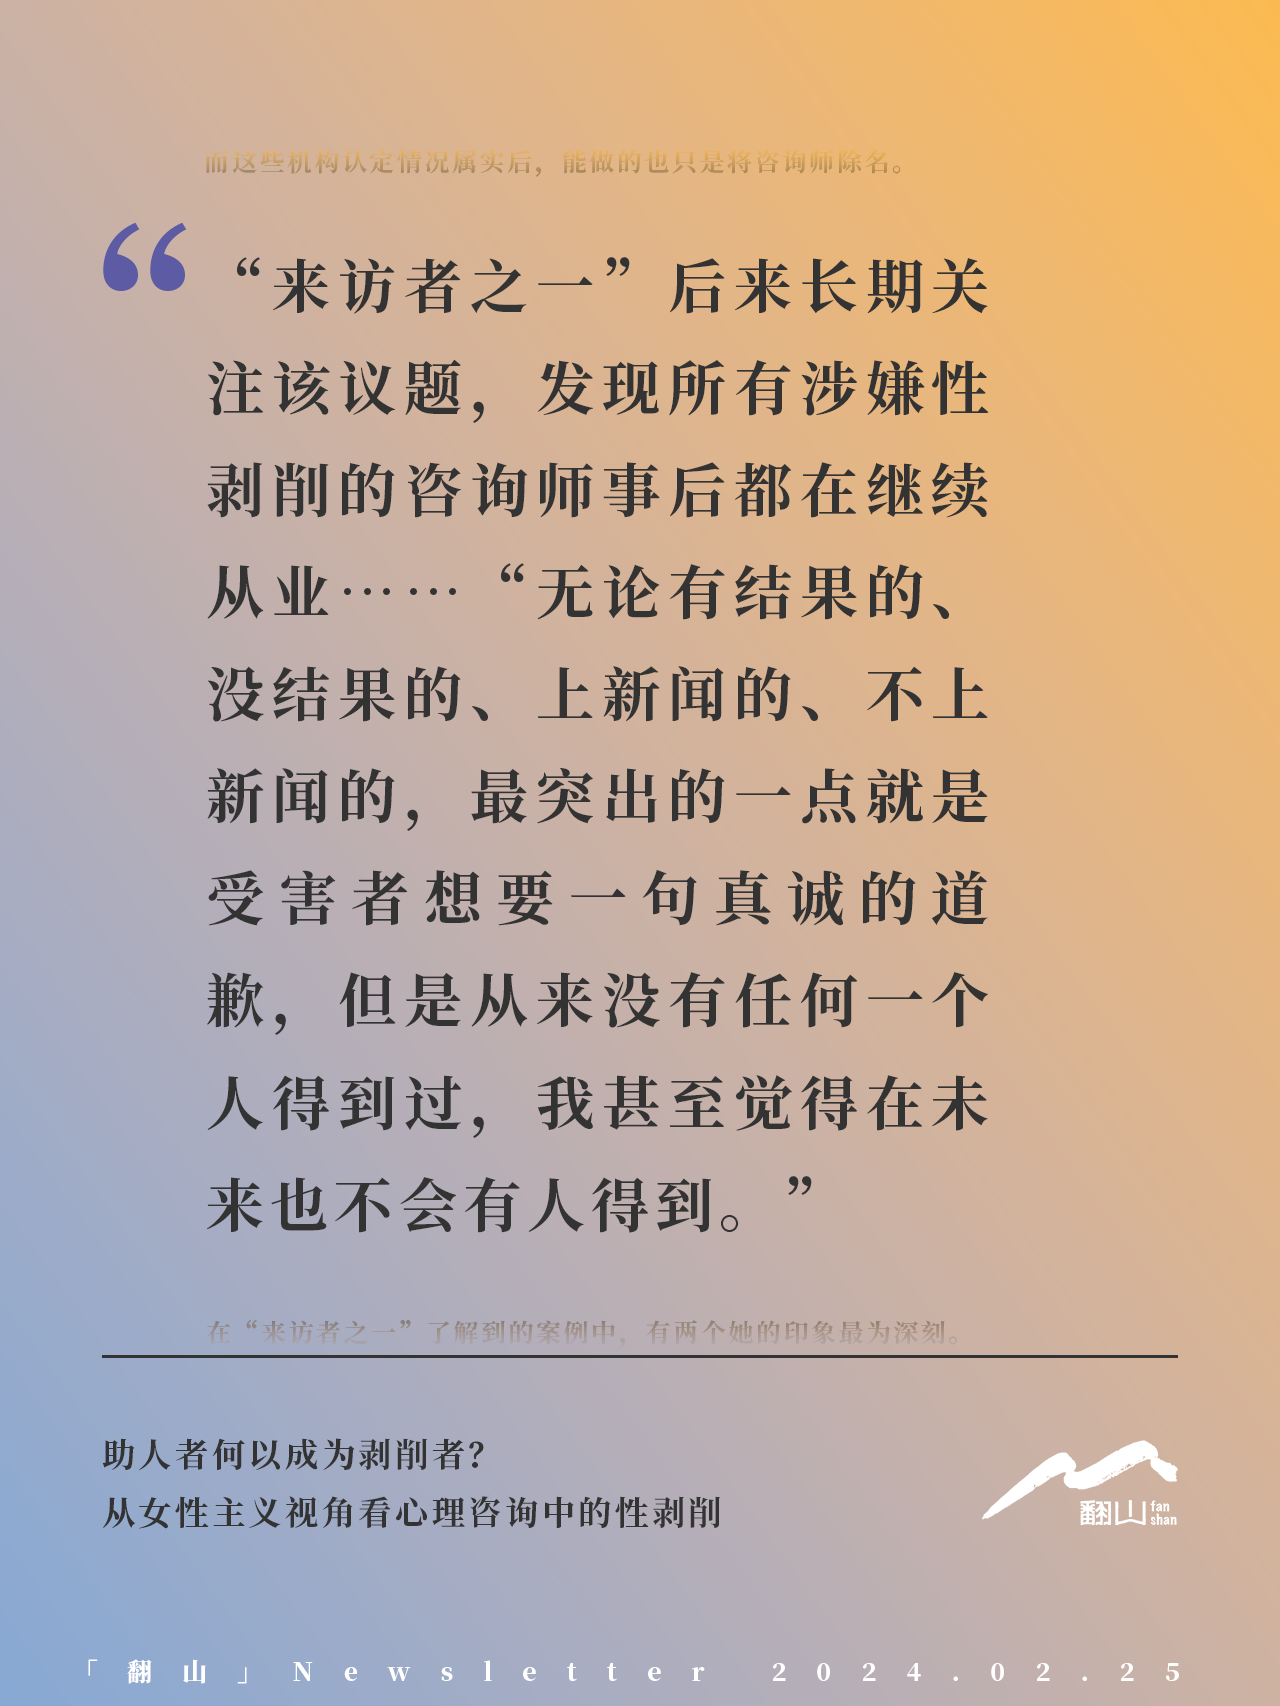 而这些机构认定情况属实后，能做的也只是将咨询师除名。
“来访者之一”后来长期关
注该议题，发现所有涉嫌性
剥削的咨询师事后都在继续
从业……“无论有结果的、
没结果的、上新闻的、不上
新闻的，最突出的一点就是
受害者想要一句真诚的道
歉，但是从来没有任何一个
人得到过，我甚至觉得在未
来也不会有人得到。”
在“来访者之一”了解到的案例中，有两个她的印象最为深刻。
助人者何以成为剥削者？
从女性主义视角看心理咨询中的性剥削
翻山 fan shan
「翻山」Newsletter 2024.02.25